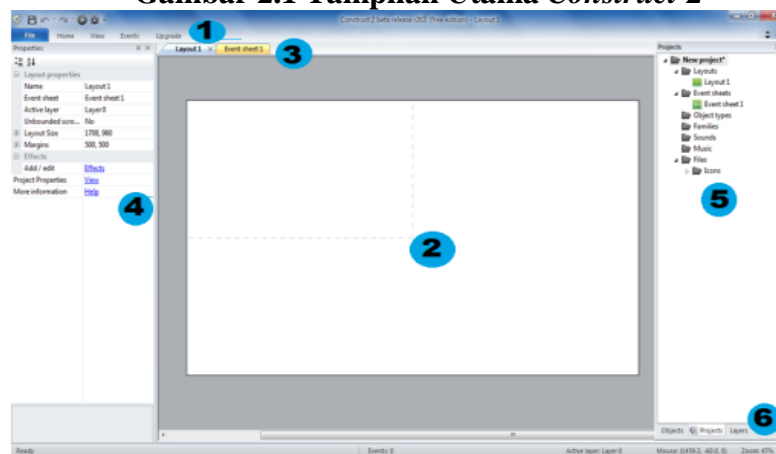 Gambar 2.1 Tampilan Utama Construct 2
Construct 2 beta release r263 (free edition) - Layout 1
File Home View Events Upgrade
1
Properties
Layout 1 × Event sheet 1
3
Projects
Layout properties
Name Layout 1
Event sheet Event sheet 1
Active layer Layer 0
Unbounded scro... No
Layout Size 1708, 960
Margins 500, 500
Effects
Add / edit Effects
Project Properties View
More information Help
4
2
New project*
Layouts
Layout 1
Event sheets
Event sheet 1
Object types
Families
Sounds
Music
Files
Icons
5
6
Objects Projects Layers
Ready Events: 0 Active layer: Layer 0 Mouse: Zoom: 47%